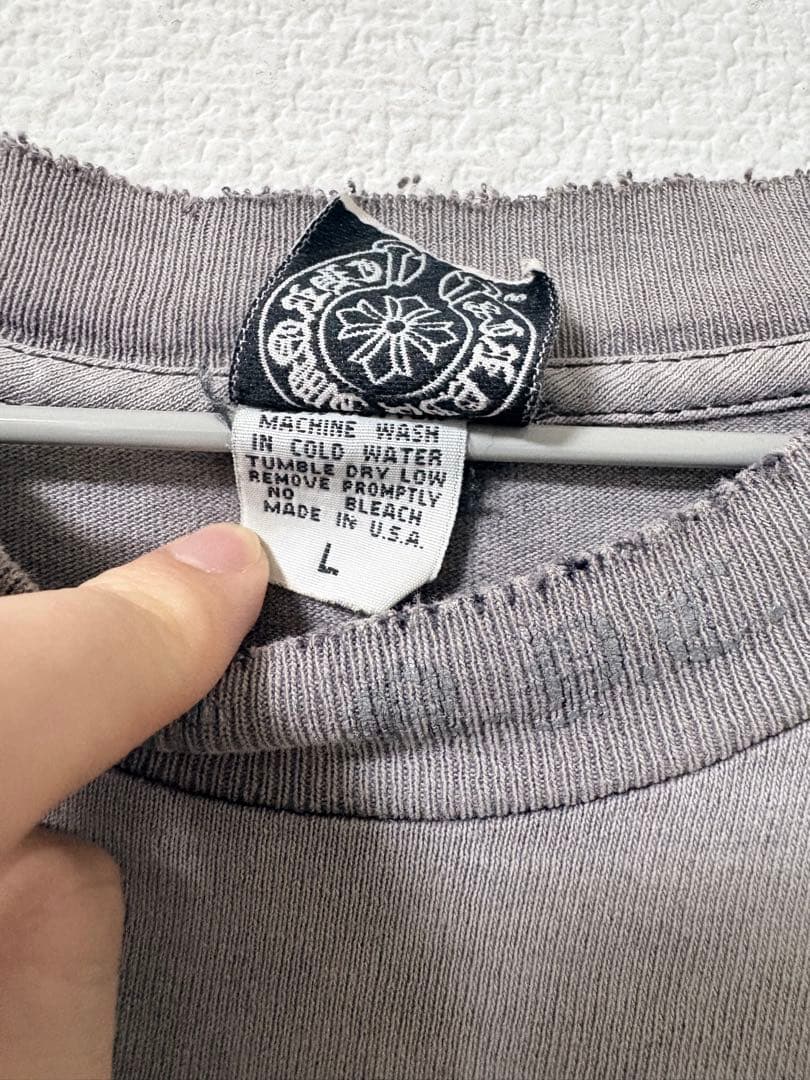 MACHINE WASH
IN COLD WATER
TUMBLE DRY LOW
REMOVE PROMPTLY
NO BLEACH
MADE IN U.S.A.
L